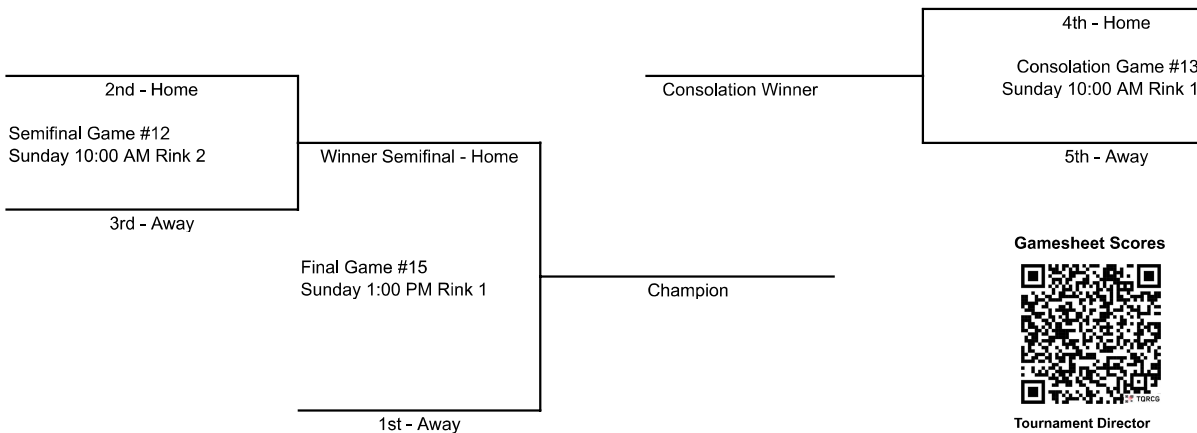 4th - Home
Consolation Game #13
Sunday 10:00 AM Rink 1
2nd - Home
Consolation Winner
Semifinal Game #12
Sunday 10:00 AM Rink 2
Winner Semifinal - Home
5th - Away
3rd - Away
Gamesheet Scores
Final Game #15
Sunday 1:00 PM Rink 1
Champion
TQRCG
1st - Away
Tournament Director